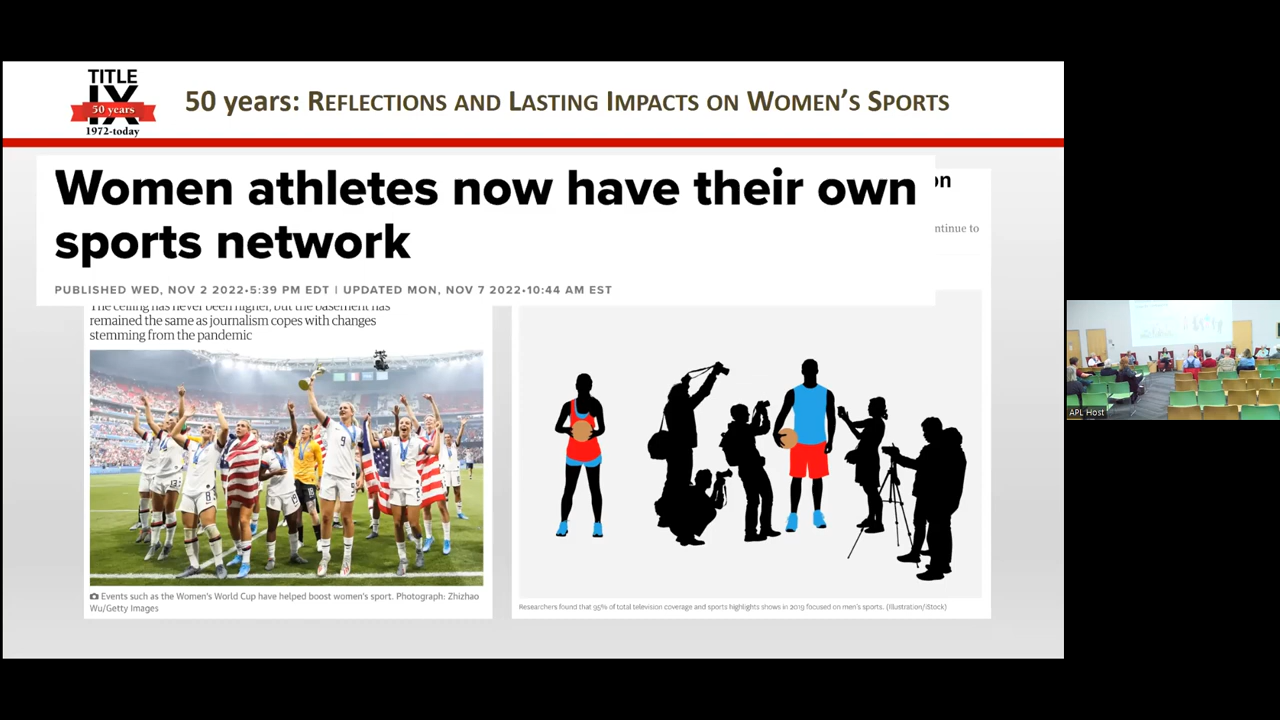 TITLE
IX
50 years
1972-today
50 years: Reflections and Lasting Impacts on Women's Sports
Women athletes now have their own
sports network
PUBLISHED WED, NOV 2 2022•5:39 PM EDT | UPDATED MON, NOV 7 2022•10:44 AM EST
on
ntinue to
The ceiling has never been higher, but the basement has
remained the same as journalism copes with changes
stemming from the pandemic
9
8
Events such as the Women's World Cup have helped boost women's sport. Photograph: Zhizhao
Wu/Getty Images
Researchers found that 95% of total television coverage and sports highlights shows in 2019 focused on men's sports. (Illustration/iStock)
APL Host